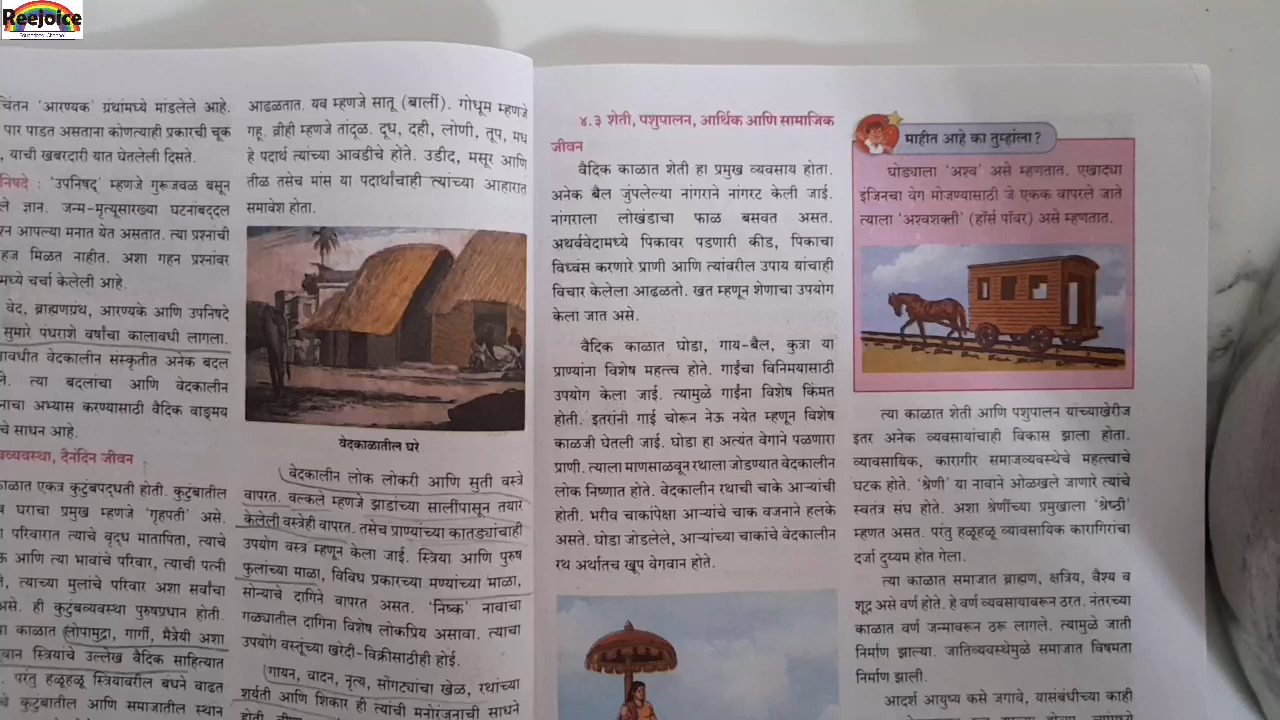 ReeJoice
चिंतन 'आरण्यक' ग्रंथांमध्ये मांडलेले आहे.
पार पाडत असताना कोणत्याही प्रकारची चूक
, याची खबरदारी यात घेतलेली दिसते.
निषदे : 'उपनिषद्' म्हणजे गुरूजवळ बसून
ले ज्ञान. जन्म-मृत्यूसारख्या घटनांबद्दल
आपल्या मनात येत असतात. त्या प्रश्नांची
हज मिळत नाहीत. अशा गहन प्रश्नांवर
मध्ये चर्चा केलेली आहे.
वेद, ब्राह्मणग्रंथ, आरण्यके आणि उपनिषदे
सुमारे पंधराशे वर्षांचा कालावधी लागला.
वेदकालीन संस्कृतीत अनेक बदल
त्या बदलांचा आणि वेदकालीन
अभ्यास करण्यासाठी वैदिक वाङ्मय
चे साधन आहे.
दैनंदिन जीवन
एकत्र कुटुंबपद्धती होती. कुटुंबातील
घराचा प्रमुख म्हणजे 'गृहपती' असे.
परिवारात त्याचे वृद्ध मातापिता, त्याचे
आणि त्या भावांचे परिवार, त्याची पत्नी
त्याच्या मुलांचे परिवार अशा सर्वांचा
असे. ही कुटुंबव्यवस्था पुरुषप्रधान होती.
काळात लोपामुद्रा, गार्गी, मैत्रेयी अशा
स्त्रियांचे उल्लेख वैदिक साहित्यात
परंतु हळूहळू स्त्रियांवरील बंधने वाढत
कुटुंबातील आणि समाजातील स्थान
आढळतात. यव म्हणजे सातू (बार्ली). गोधूम म्हणजे
गहू. व्रीही म्हणजे तांदूळ. दूध, दही, लोणी, तूप, मध
हे पदार्थ त्यांच्या आवडीचे होते. उडीद, मसूर आणि
तीळ तसेच मांस या पदार्थांचाही त्यांच्या आहारात
समावेश होता.
वेदकाळातील घरे
वेदकालीन लोक लोकरी आणि सुती वस्त्रे
वापरत. वल्कले म्हणजे झाडांच्या सालींपासून तयार
केलेली वस्त्रेही वापरत. तसेच प्राण्यांच्या कातड्यांचाही
उपयोग वस्त्र म्हणून केला जाई. स्त्रिया आणि पुरुष
फुलांच्या माळा, विविध प्रकारच्या मण्यांच्या माळा,
सोन्याचे दागिने वापरत असत. 'निष्क' नावाचा
गळ्यातील दागिना विशेष लोकप्रिय असावा. त्याचा
उपयोग वस्तूंच्या खरेदी-विक्रीसाठीही होई.
गायन, वादन, नृत्य, सोंगट्यांचा खेळ, रथांच्या
शर्यती आणि शिकार ही त्यांची मनोरंजनाची साधने
४.३ शेती, पशुपालन, आर्थिक आणि सामाजिक
जीवन
वैदिक काळात शेती हा प्रमुख व्यवसाय होता.
अनेक बैल जुंपलेल्या नांगराने नांगरट केली जाई.
नांगराला लोखंडाचा फाळ बसवत असत.
अथर्ववेदामध्ये पिकावर पडणारी कीड, पिकाचा
विध्वंस करणारे प्राणी आणि त्यांवरील उपाय यांचाही
विचार केलेला आढळतो. खत म्हणून शेणाचा उपयोग
केला जात असे.
वैदिक काळात घोडा, गाय-बैल, कुत्रा या
प्राण्यांना विशेष महत्त्व होते. गाईंचा विनिमयासाठी
उपयोग केला जाई. त्यामुळे गाईंना विशेष किंमत
होती. इतरांनी गाई चोरून नेऊ नयेत म्हणून विशेष
काळजी घेतली जाई. घोडा हा अत्यंत वेगाने पळणारा
प्राणी. त्याला माणसाळवून रथाला जोडण्यात वेदकालीन
लोक निष्णात होते. वेदकालीन रथाची चाके आऱ्यांची
होती. भरीव चाकांपेक्षा आऱ्यांचे चाक वजनाने हलके
असते. घोडा जोडलेले, आऱ्यांच्या चाकांचे वेदकालीन
रथ अर्थातच खूप वेगवान होते.
माहीत आहे का तुम्हांला ?
घोड्याला 'अश्व' असे म्हणतात. एखाद्या
इंजिनचा वेग मोजण्यासाठी जे एकक वापरले जाते
त्याला 'अश्वशक्ती' (हॉर्स पॉवर) असे म्हणतात.
त्या काळात शेती आणि पशुपालन यांच्याखेरीज
इतर अनेक व्यवसायांचाही विकास झाला होता.
व्यावसायिक, कारागीर समाजव्यवस्थेचे महत्त्वाचे
घटक होते. 'श्रेणी' या नावाने ओळखले जाणारे त्यांचे
स्वतंत्र संघ होते. अशा श्रेणींच्या प्रमुखाला 'श्रेष्ठी'
म्हणत असत. परंतु हळूहळू व्यावसायिक कारागिरांचा
दर्जा दुय्यम होत गेला.
त्या काळात समाजात ब्राह्मण, क्षत्रिय, वैश्य व
शूद्र असे वर्ण होते. हे वर्ण व्यवसायावरून ठरत. नंतरच्या
काळात वर्ण जन्मावरून ठरू लागले. त्यामुळे जाती
निर्माण झाल्या. जातिव्यवस्थेमुळे समाजात विषमता
निर्माण झाली.
आदर्श आयुष्य कसे जगावे, यासंबंधीच्या काही